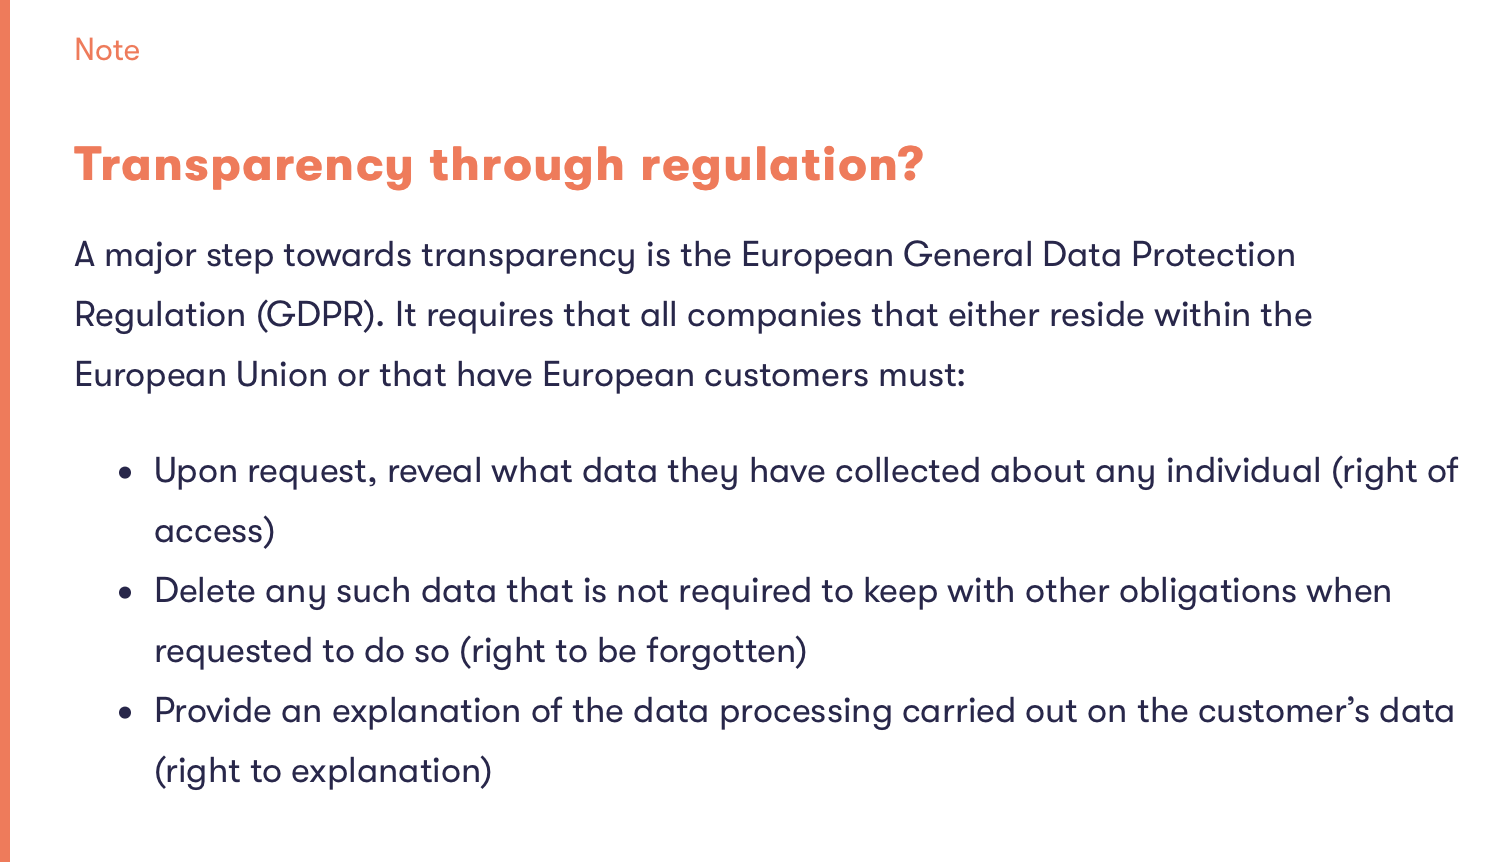 Note
Transparency through regulation?
A major step towards transparency is the European General Data Protection
Regulation (GDPR). It requires that all companies that either reside within the
European Union or that have European customers must:
• Upon request, reveal what data they have collected about any individual (right of
access)
• Delete any such data that is not required to keep with other obligations when
requested to do so (right to be forgotten)
• Provide an explanation of the data processing carried out on the customer’s data
(right to explanation)